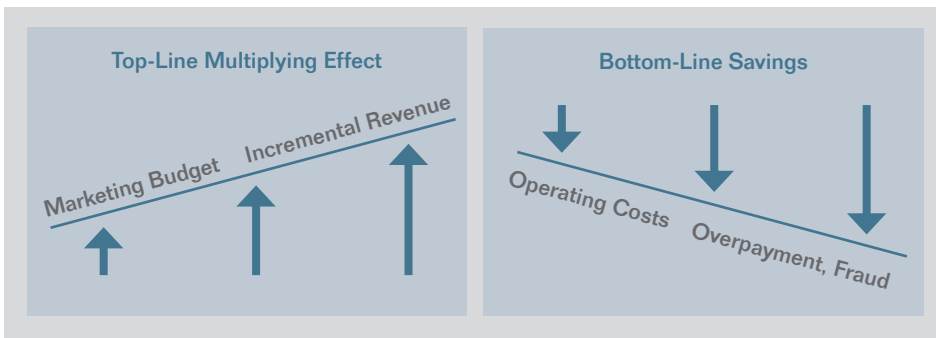 Top-Line Multiplying Effect
Marketing Budget
Incremental Revenue
Bottom-Line Savings
Operating Costs
Overpayment, Fraud